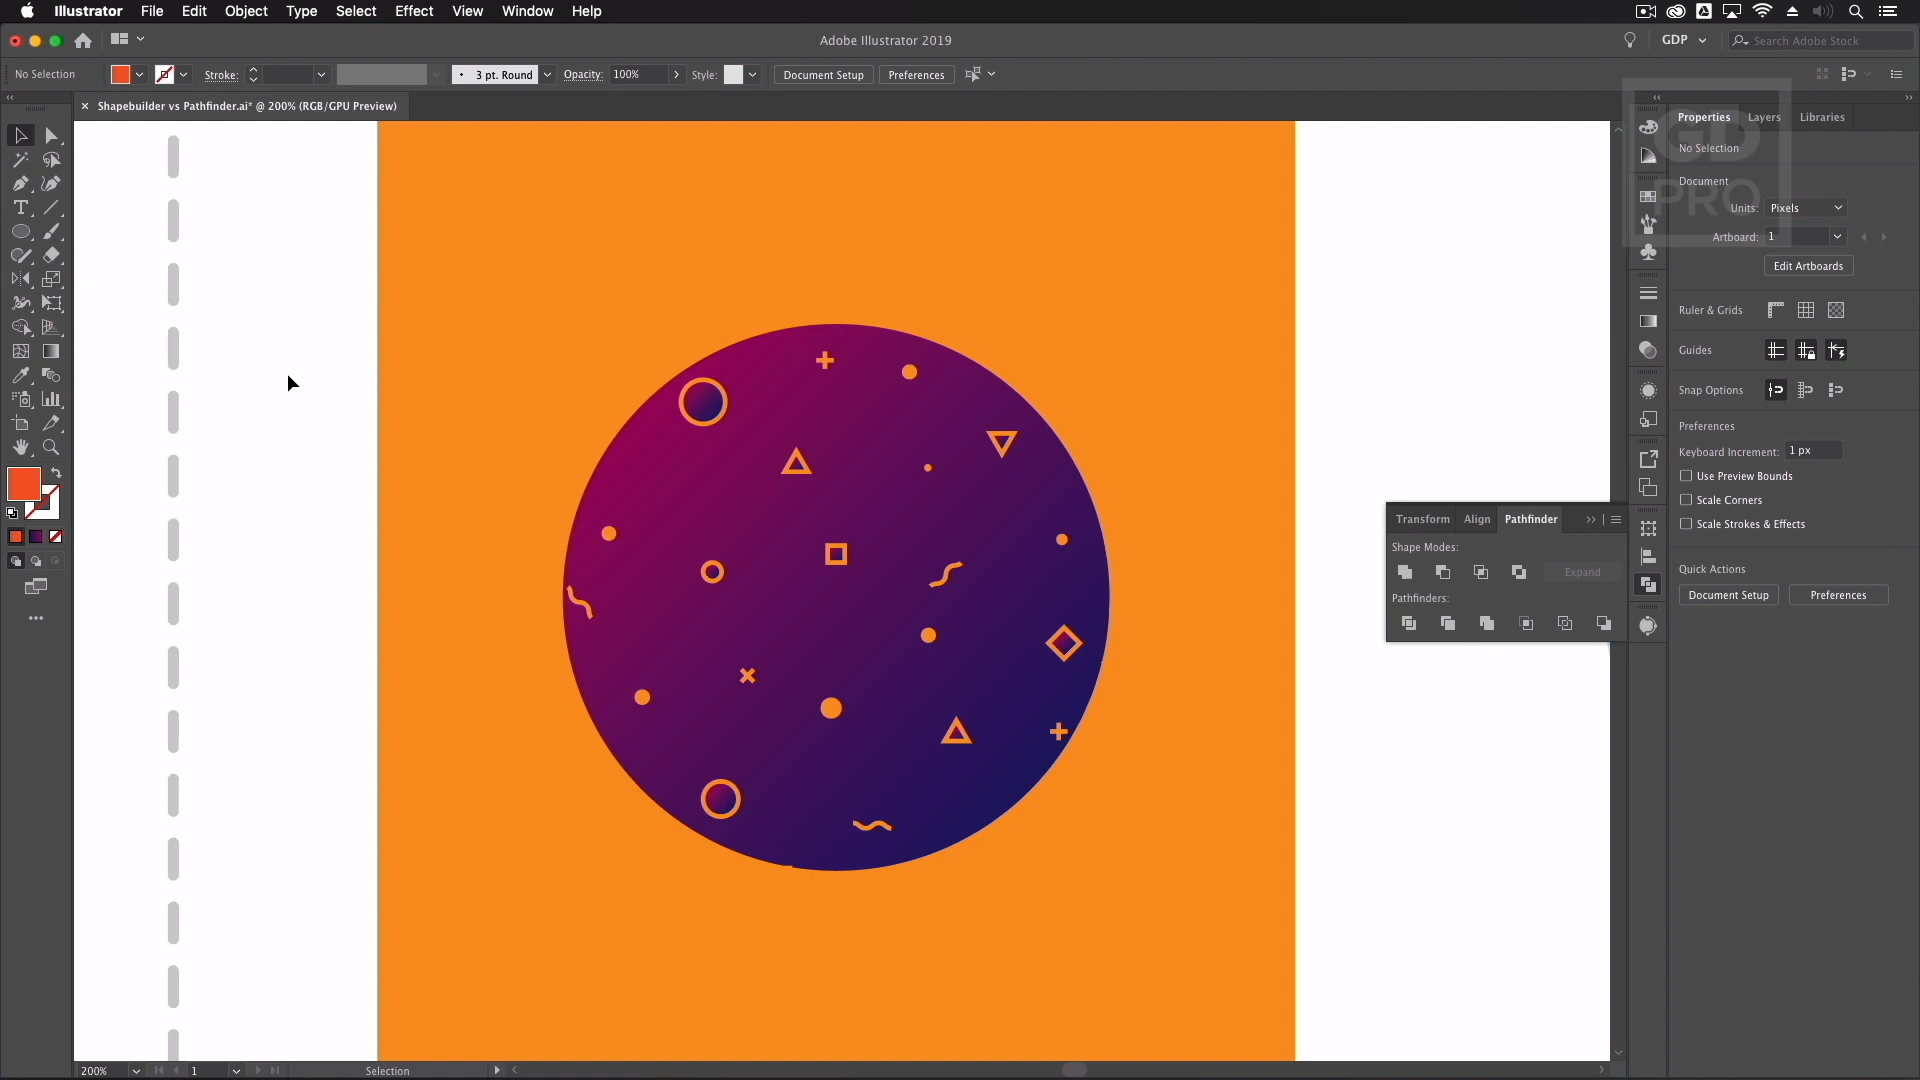 Illustrator File Edit Object Type Select Effect View Window Help
Adobe Illustrator 2019
GDP
Search Adobe Stock
No Selection
Stroke:
3 pt. Round
Opacity: 100%
Style:
Document Setup
Preferences
Shapebuilder vs Pathfinder.ai* @ 200% (RGB/GPU Preview)
GD
PRO
Properties Layers Libraries
No Selection
Document
Units: Pixels
Artboard: 1
Edit Artboards
Ruler & Grids
Guides
Snap Options
Preferences
Keyboard Increment: 1 px
Use Preview Bounds
Scale Corners
Scale Strokes & Effects
Quick Actions
Document Setup Preferences
Transform Align Pathfinder
Shape Modes:
Expand
Pathfinders:
200% 1 Selection